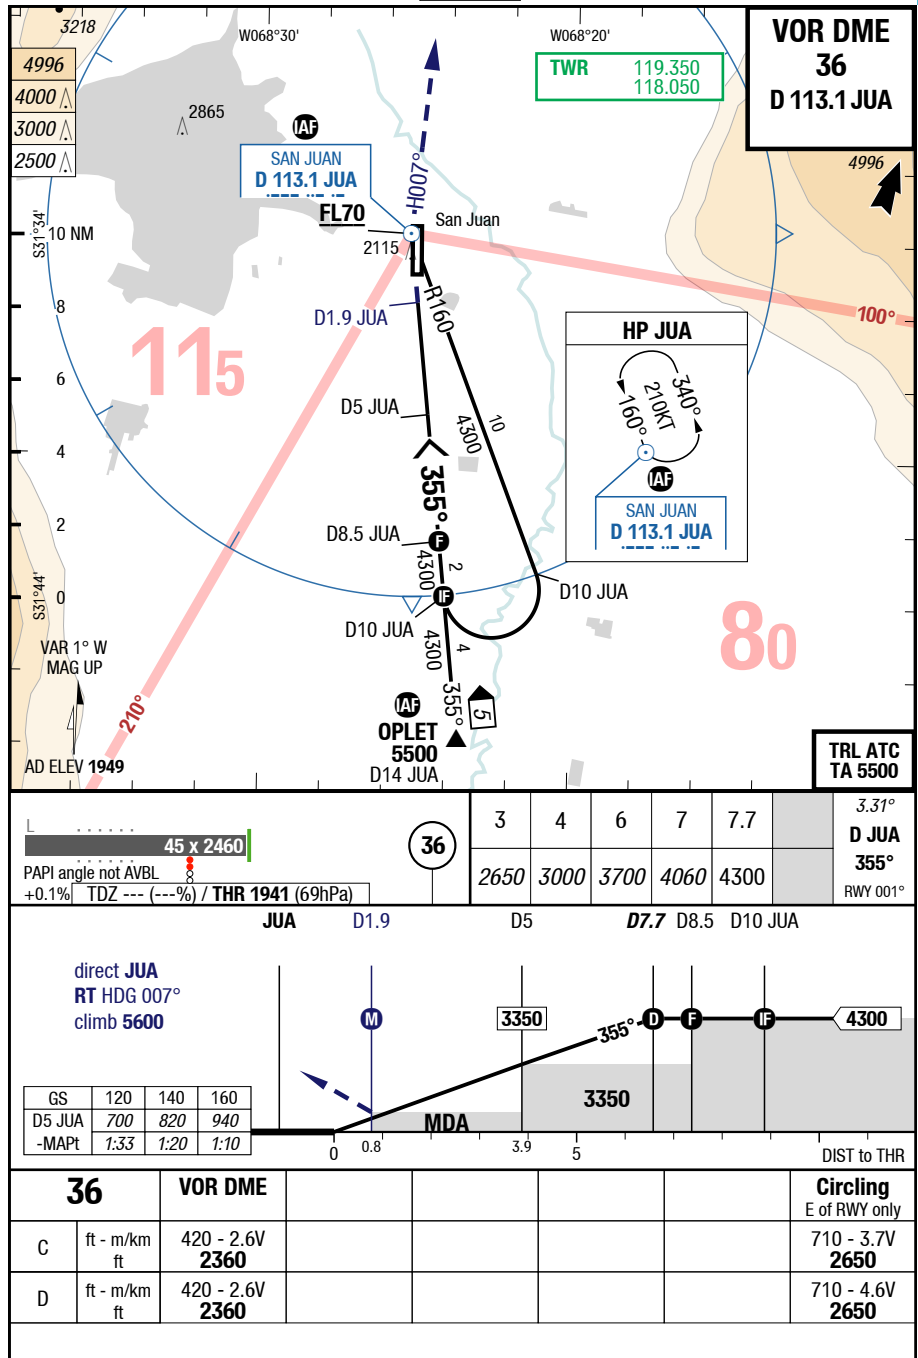 3218
W068°30'
W068°20'
VOR DME
36
D 113.1 JUA
TWR 119.350
118.050
4996
4000
3000
2500
2865
IAF
SAN JUAN
D 113.1 JUA
4996
H007°
FL70
San Juan
2115
S31°34'
10 NM
8
6
4
2
0
S31°44'
R160
D1.9 JUA
115
100°
HP JUA
340°
210KT
160°
IAF
SAN JUAN
D 113.1 JUA
D5 JUA
10
4300
355°
D8.5 JUA
F
2
4300
IF
D10 JUA
D10 JUA
80
4
4300
355°
5
VAR 1° W
MAG UP
210°
IAF
OPLET
5500
D14 JUA
AD ELEV 1949
TRL ATC
TA 5500
L
45 x 2460
PAPI angle not AVBL
+0.1% TDZ --- (---%) / THR 1941 (69hPa)
36
3 4 6 7 7.7
2650 3000 3700 4060 4300
3.31°
D JUA
355°
RWY 001°
JUA D1.9 D5 D7.7 D8.5 D10 JUA
direct JUA
RT HDG 007°
climb 5600
M
3350
355°
D
F
IF
4300
3350
MDA
GS 120 140 160
D5 JUA 700 820 940
-MAPt 1:33 1:20 1:10
0 0.8 3.9 5 DIST to THR
36 VOR DME Circling
E of RWY only
C ft - m/km 420 - 2.6V 710 - 3.7V
ft 2360 2650
D ft - m/km 420 - 2.6V 710 - 4.6V
ft 2360 2650